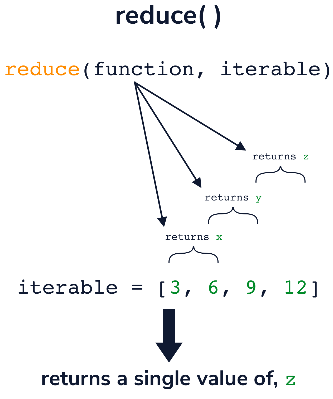 reduce( )
reduce(function, iterable)
returns z
returns y
returns x
iterable = [3, 6, 9, 12]
returns a single value of, z